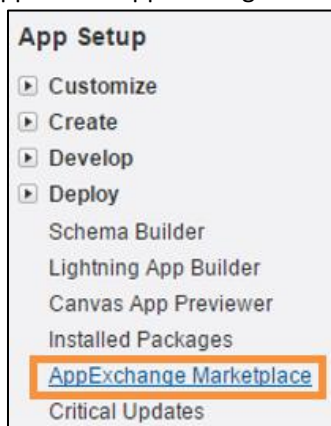 App Setup
Customize
Create
Develop
Deploy
Schema Builder
Lightning App Builder
Canvas App Previewer
Installed Packages
AppExchange Marketplace
Critical Updates